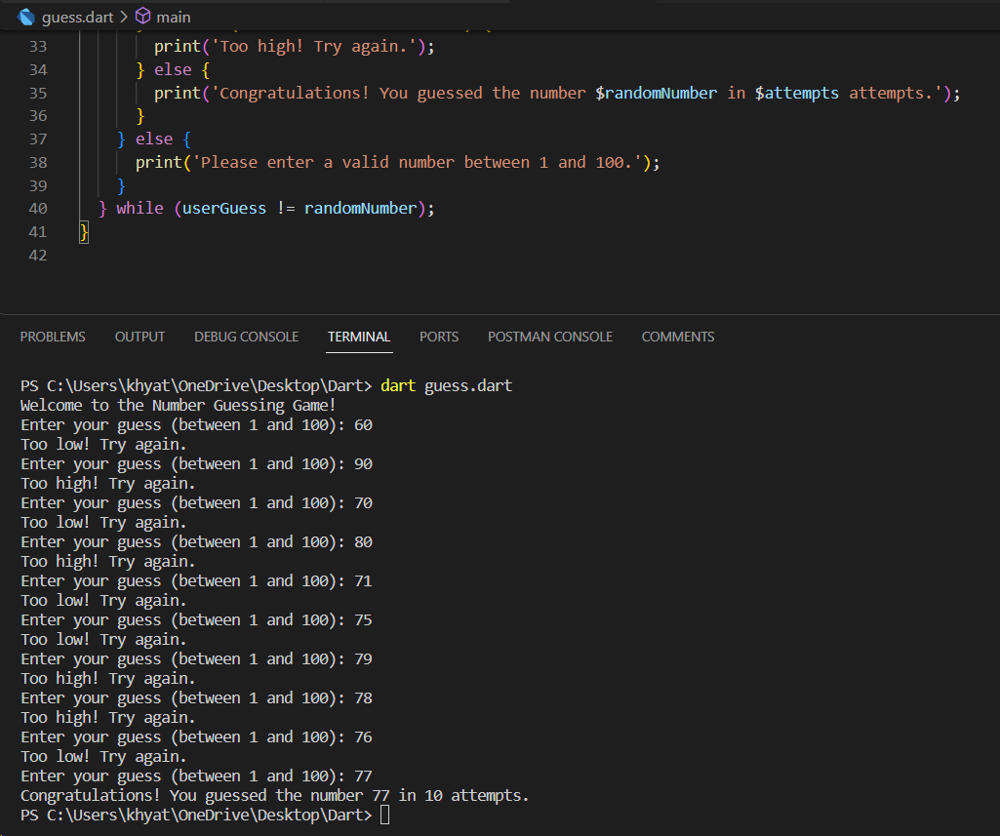 guess.dart > main
33 print('Too high! Try again.');
34 } else {
35 print('Congratulations! You guessed the number $randomNumber in $attempts attempts.');
36 }
37 } else {
38 print('Please enter a valid number between 1 and 100.');
39 }
40 } while (userGuess != randomNumber);
41 }
42
PROBLEMS OUTPUT DEBUG CONSOLE TERMINAL PORTS POSTMAN CONSOLE COMMENTS
PS C:\Users\khyat\OneDrive\Desktop\Dart> dart guess.dart
Welcome to the Number Guessing Game!
Enter your guess (between 1 and 100): 60
Too low! Try again.
Enter your guess (between 1 and 100): 90
Too high! Try again.
Enter your guess (between 1 and 100): 70
Too low! Try again.
Enter your guess (between 1 and 100): 80
Too high! Try again.
Enter your guess (between 1 and 100): 71
Too low! Try again.
Enter your guess (between 1 and 100): 75
Too low! Try again.
Enter your guess (between 1 and 100): 79
Too high! Try again.
Enter your guess (between 1 and 100): 78
Too high! Try again.
Enter your guess (between 1 and 100): 76
Too low! Try again.
Enter your guess (between 1 and 100): 77
Congratulations! You guessed the number 77 in 10 attempts.
PS C:\Users\khyat\OneDrive\Desktop\Dart>